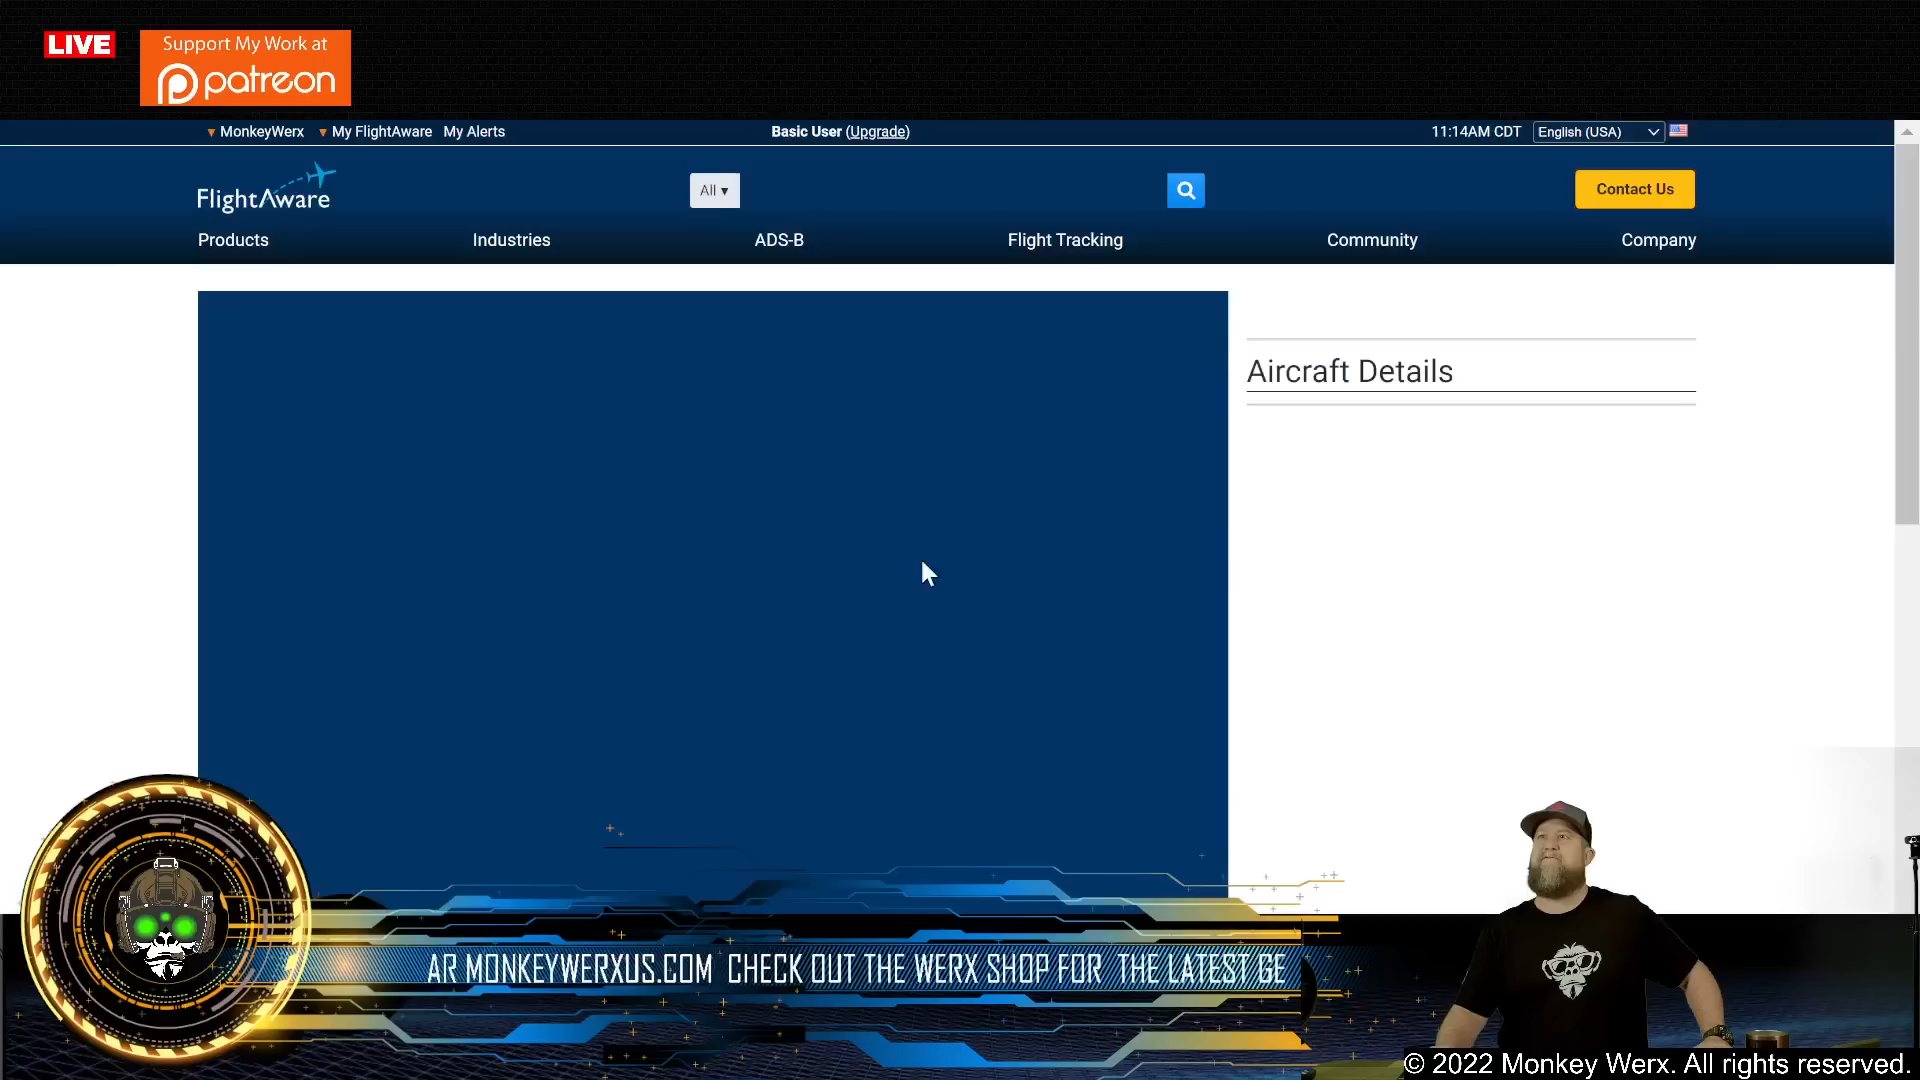 LIVE
Support My Work at
patreon
MonkeyWerx My FlightAware My Alerts
Basic User (Upgrade)
11:14AM CDT English (USA)
FlightAware
All
Contact Us
Products Industries ADS-B Flight Tracking Community Company
Aircraft Details
AR MONKEYWERXUS.COM CHECK OUT THE WERX SHOP FOR THE LATEST GE
© 2022 Monkey Werx. All rights reserved.